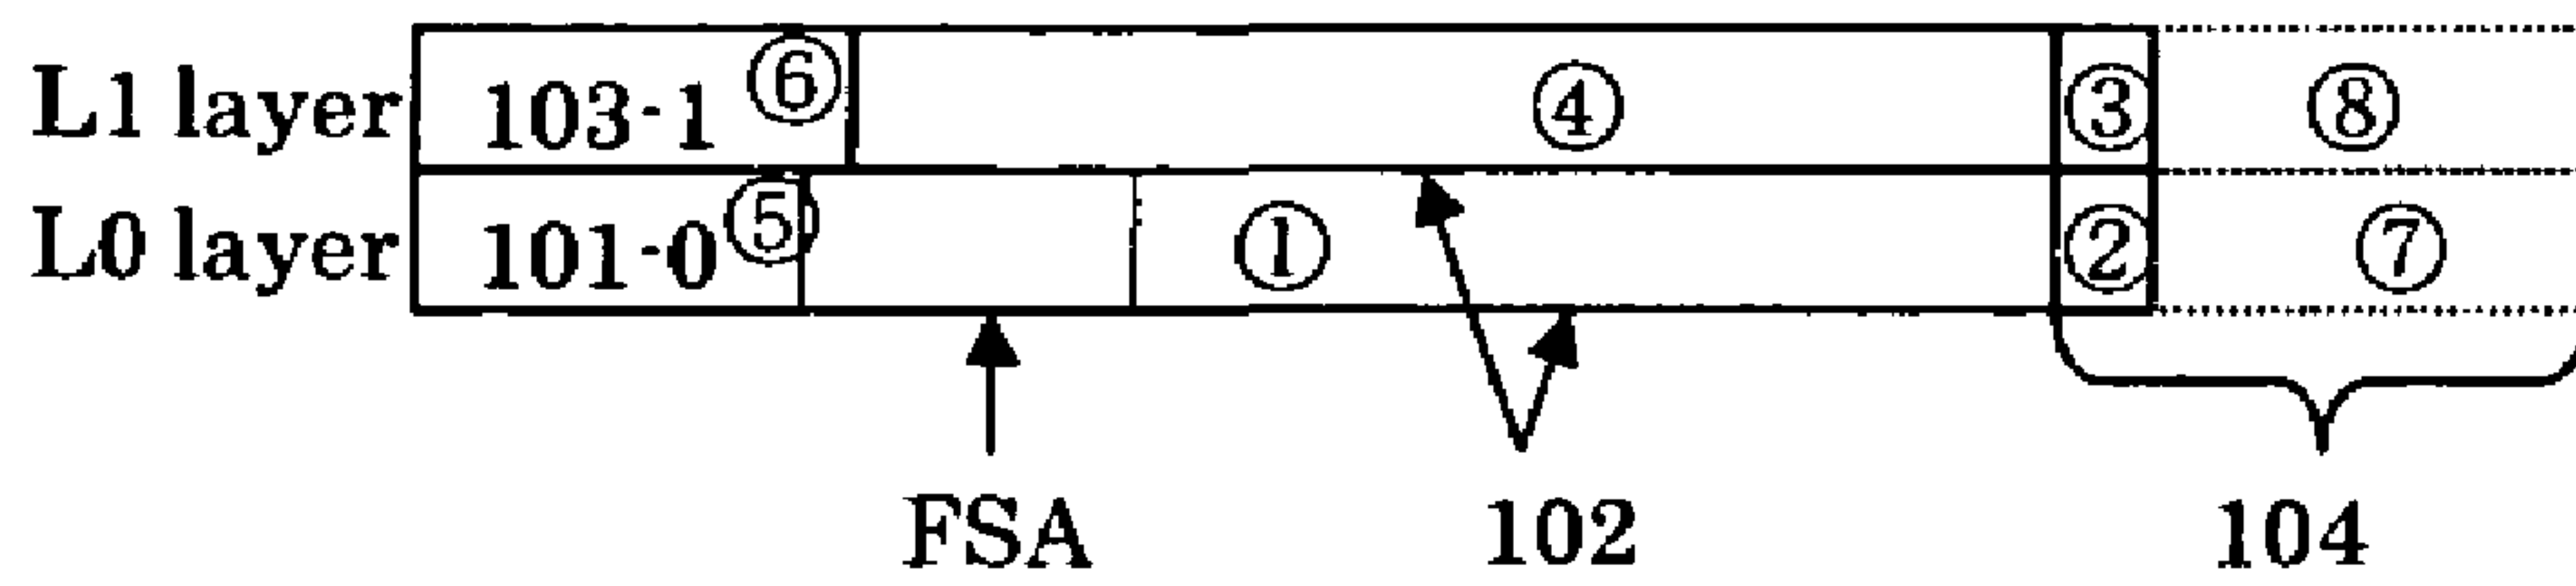 L1 layer 103-1 ⑥ ④ ③ ⑧
L0 layer 101-0 ⑤ ① ② ⑦
FSA 102 104